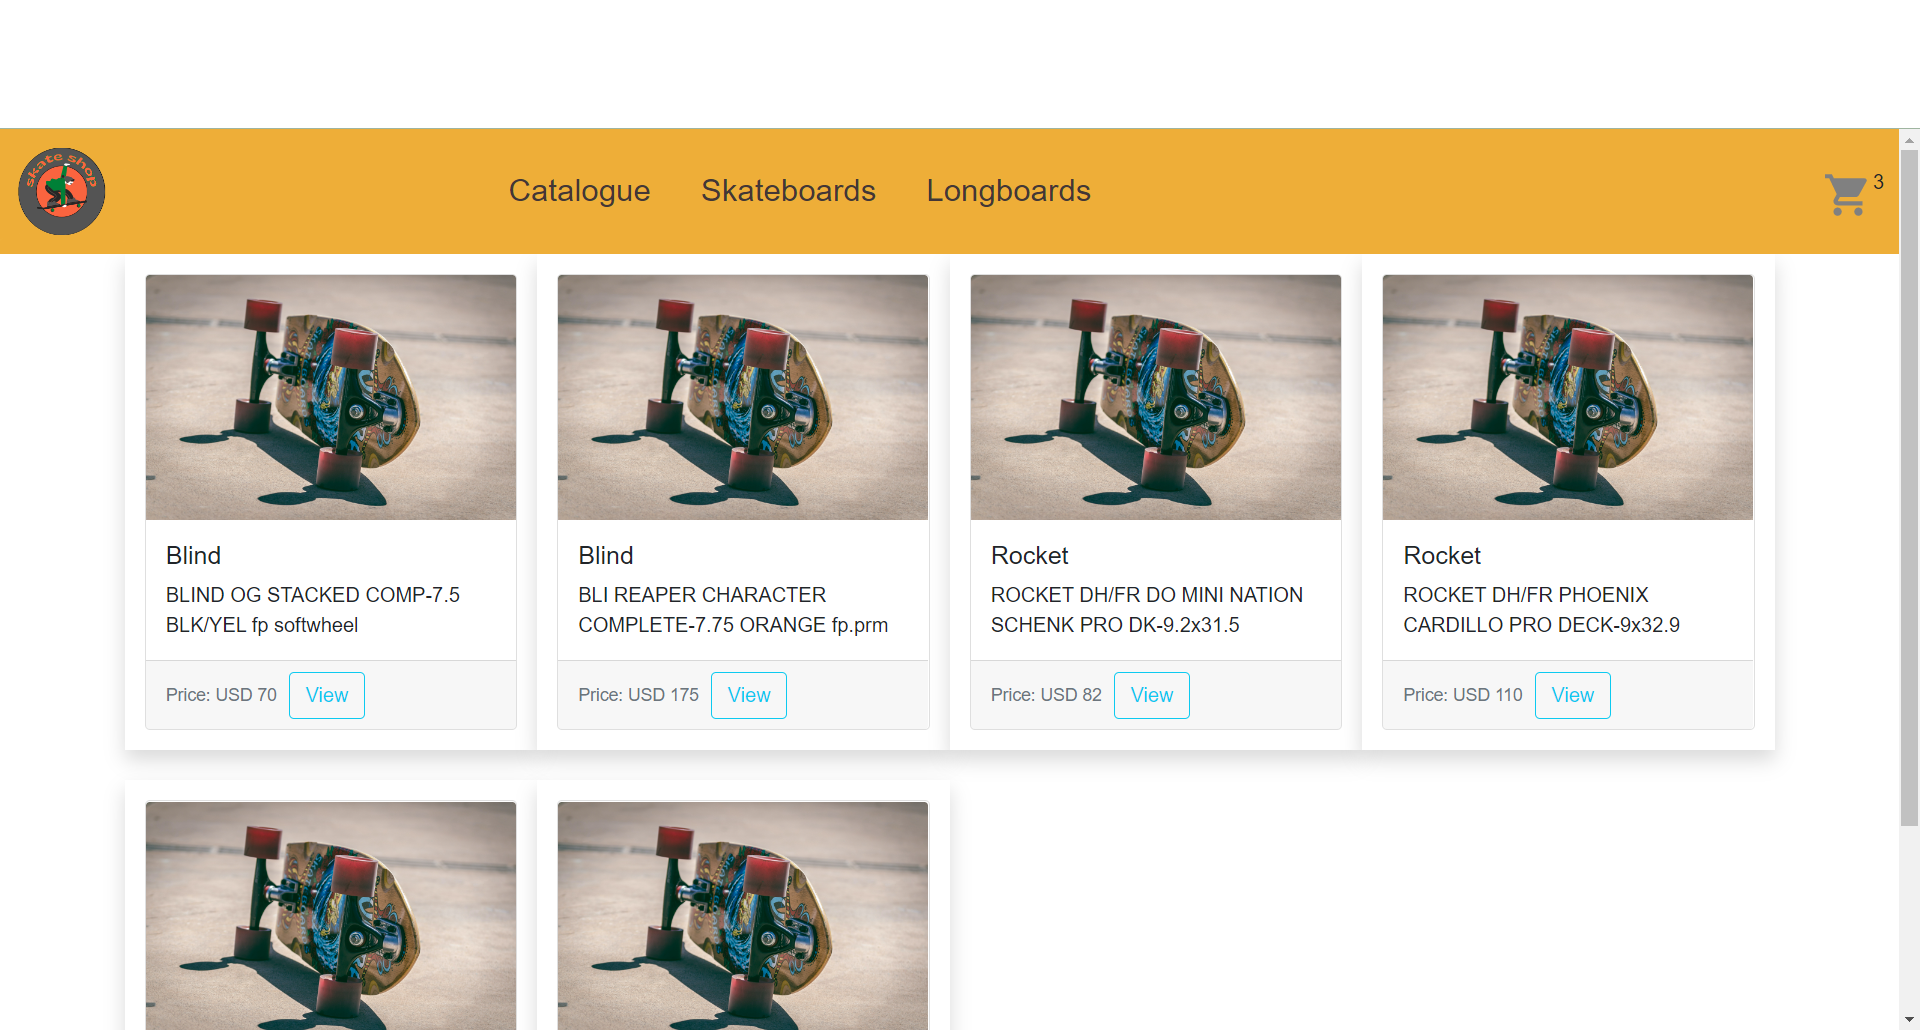 skate shop
Catalogue Skateboards Longboards
3
Blind
BLIND OG STACKED COMP-7.5
BLK/YEL fp softwheel
Price: USD 70 View
Blind
BLI REAPER CHARACTER
COMPLETE-7.75 ORANGE fp.prm
Price: USD 175 View
Rocket
ROCKET DH/FR DO MINI NATION
SCHENK PRO DK-9.2x31.5
Price: USD 82 View
Rocket
ROCKET DH/FR PHOENIX
CARDILLO PRO DECK-9x32.9
Price: USD 110 View